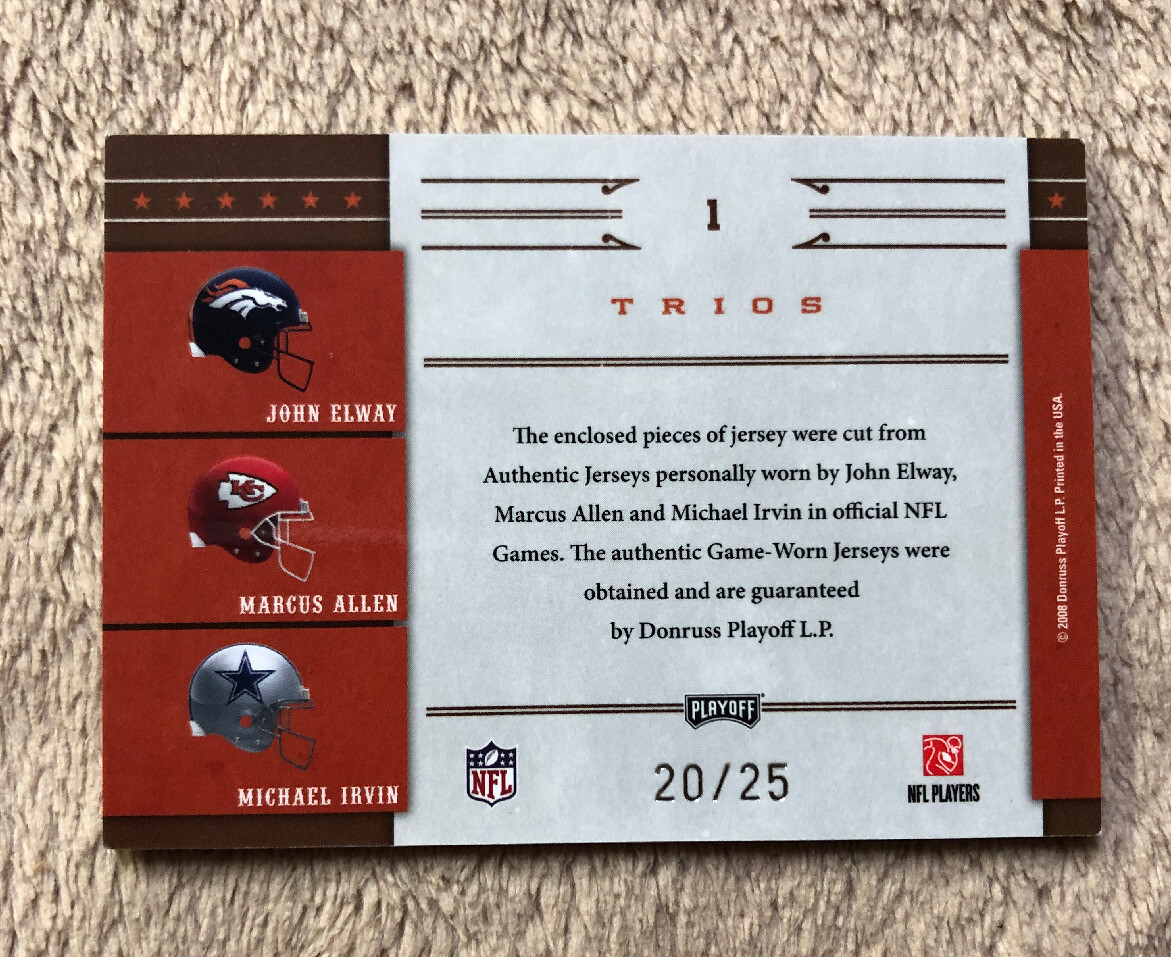 1
TRIOS
JOHN ELWAY
MARCUS ALLEN
MICHAEL IRVIN
The enclosed pieces of jersey were cut from
Authentic Jerseys personally worn by John Elway,
Marcus Allen and Michael Irvin in official NFL
Games. The authentic Game-Worn Jerseys were
obtained and are guaranteed
by Donruss Playoff L.P.
PLAYOFF
NFL
20/25
NFL PLAYERS
© 2008 Donruss Playoff L.P. Printed in the USA.
KC